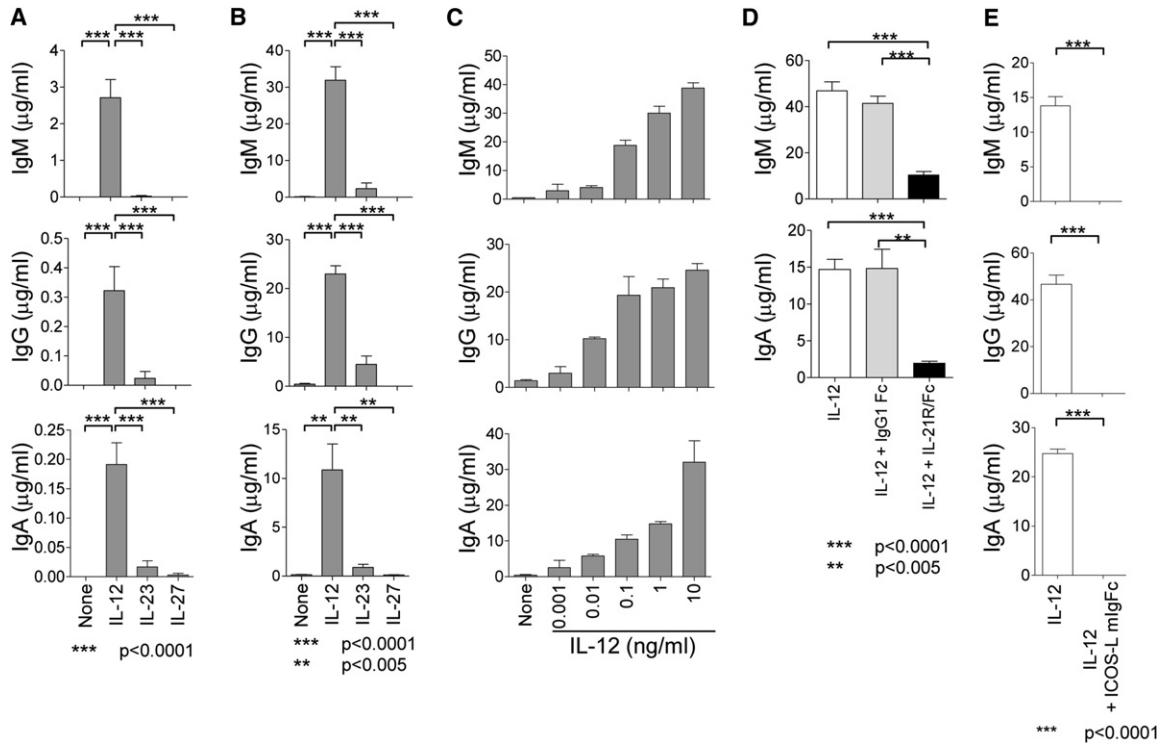 A
***
*** ***
IgM (μg/ml)
4
3
2
1
0
***
*** ***
IgG (μg/ml)
0.5
0.4
0.3
0.2
0.1
0.0
***
*** ***
IgA (μg/ml)
0.25
0.20
0.15
0.10
0.05
0.00
None
IL-12
IL-23
IL-27
*** p<0.0001
B
***
*** ***
IgM (μg/ml)
40
30
20
10
0
***
*** ***
IgG (μg/ml)
30
20
10
0
**
** **
IgA (μg/ml)
15
10
5
0
None
IL-12
IL-23
IL-27
*** p<0.0001
** p<0.005
C
IgM (μg/ml)
50
40
30
20
10
0
IgG (μg/ml)
30
20
10
0
IgA (μg/ml)
40
30
20
10
0
None
0.001
0.01
0.1
1
10
IL-12 (ng/ml)
D
***
***
IgM (μg/ml)
60
40
20
0
***
**
IgA (μg/ml)
20
15
10
5
0
IL-12
IL-12 + IgG1 Fc
IL-12 + IL-21R/Fc
*** p<0.0001
** p<0.005
E
***
IgM (μg/ml)
20
15
10
5
0
***
IgG (μg/ml)
60
40
20
0
***
IgA (μg/ml)
30
20
10
0
IL-12
IL-12
+ ICOS-L mIgFc
*** p<0.0001